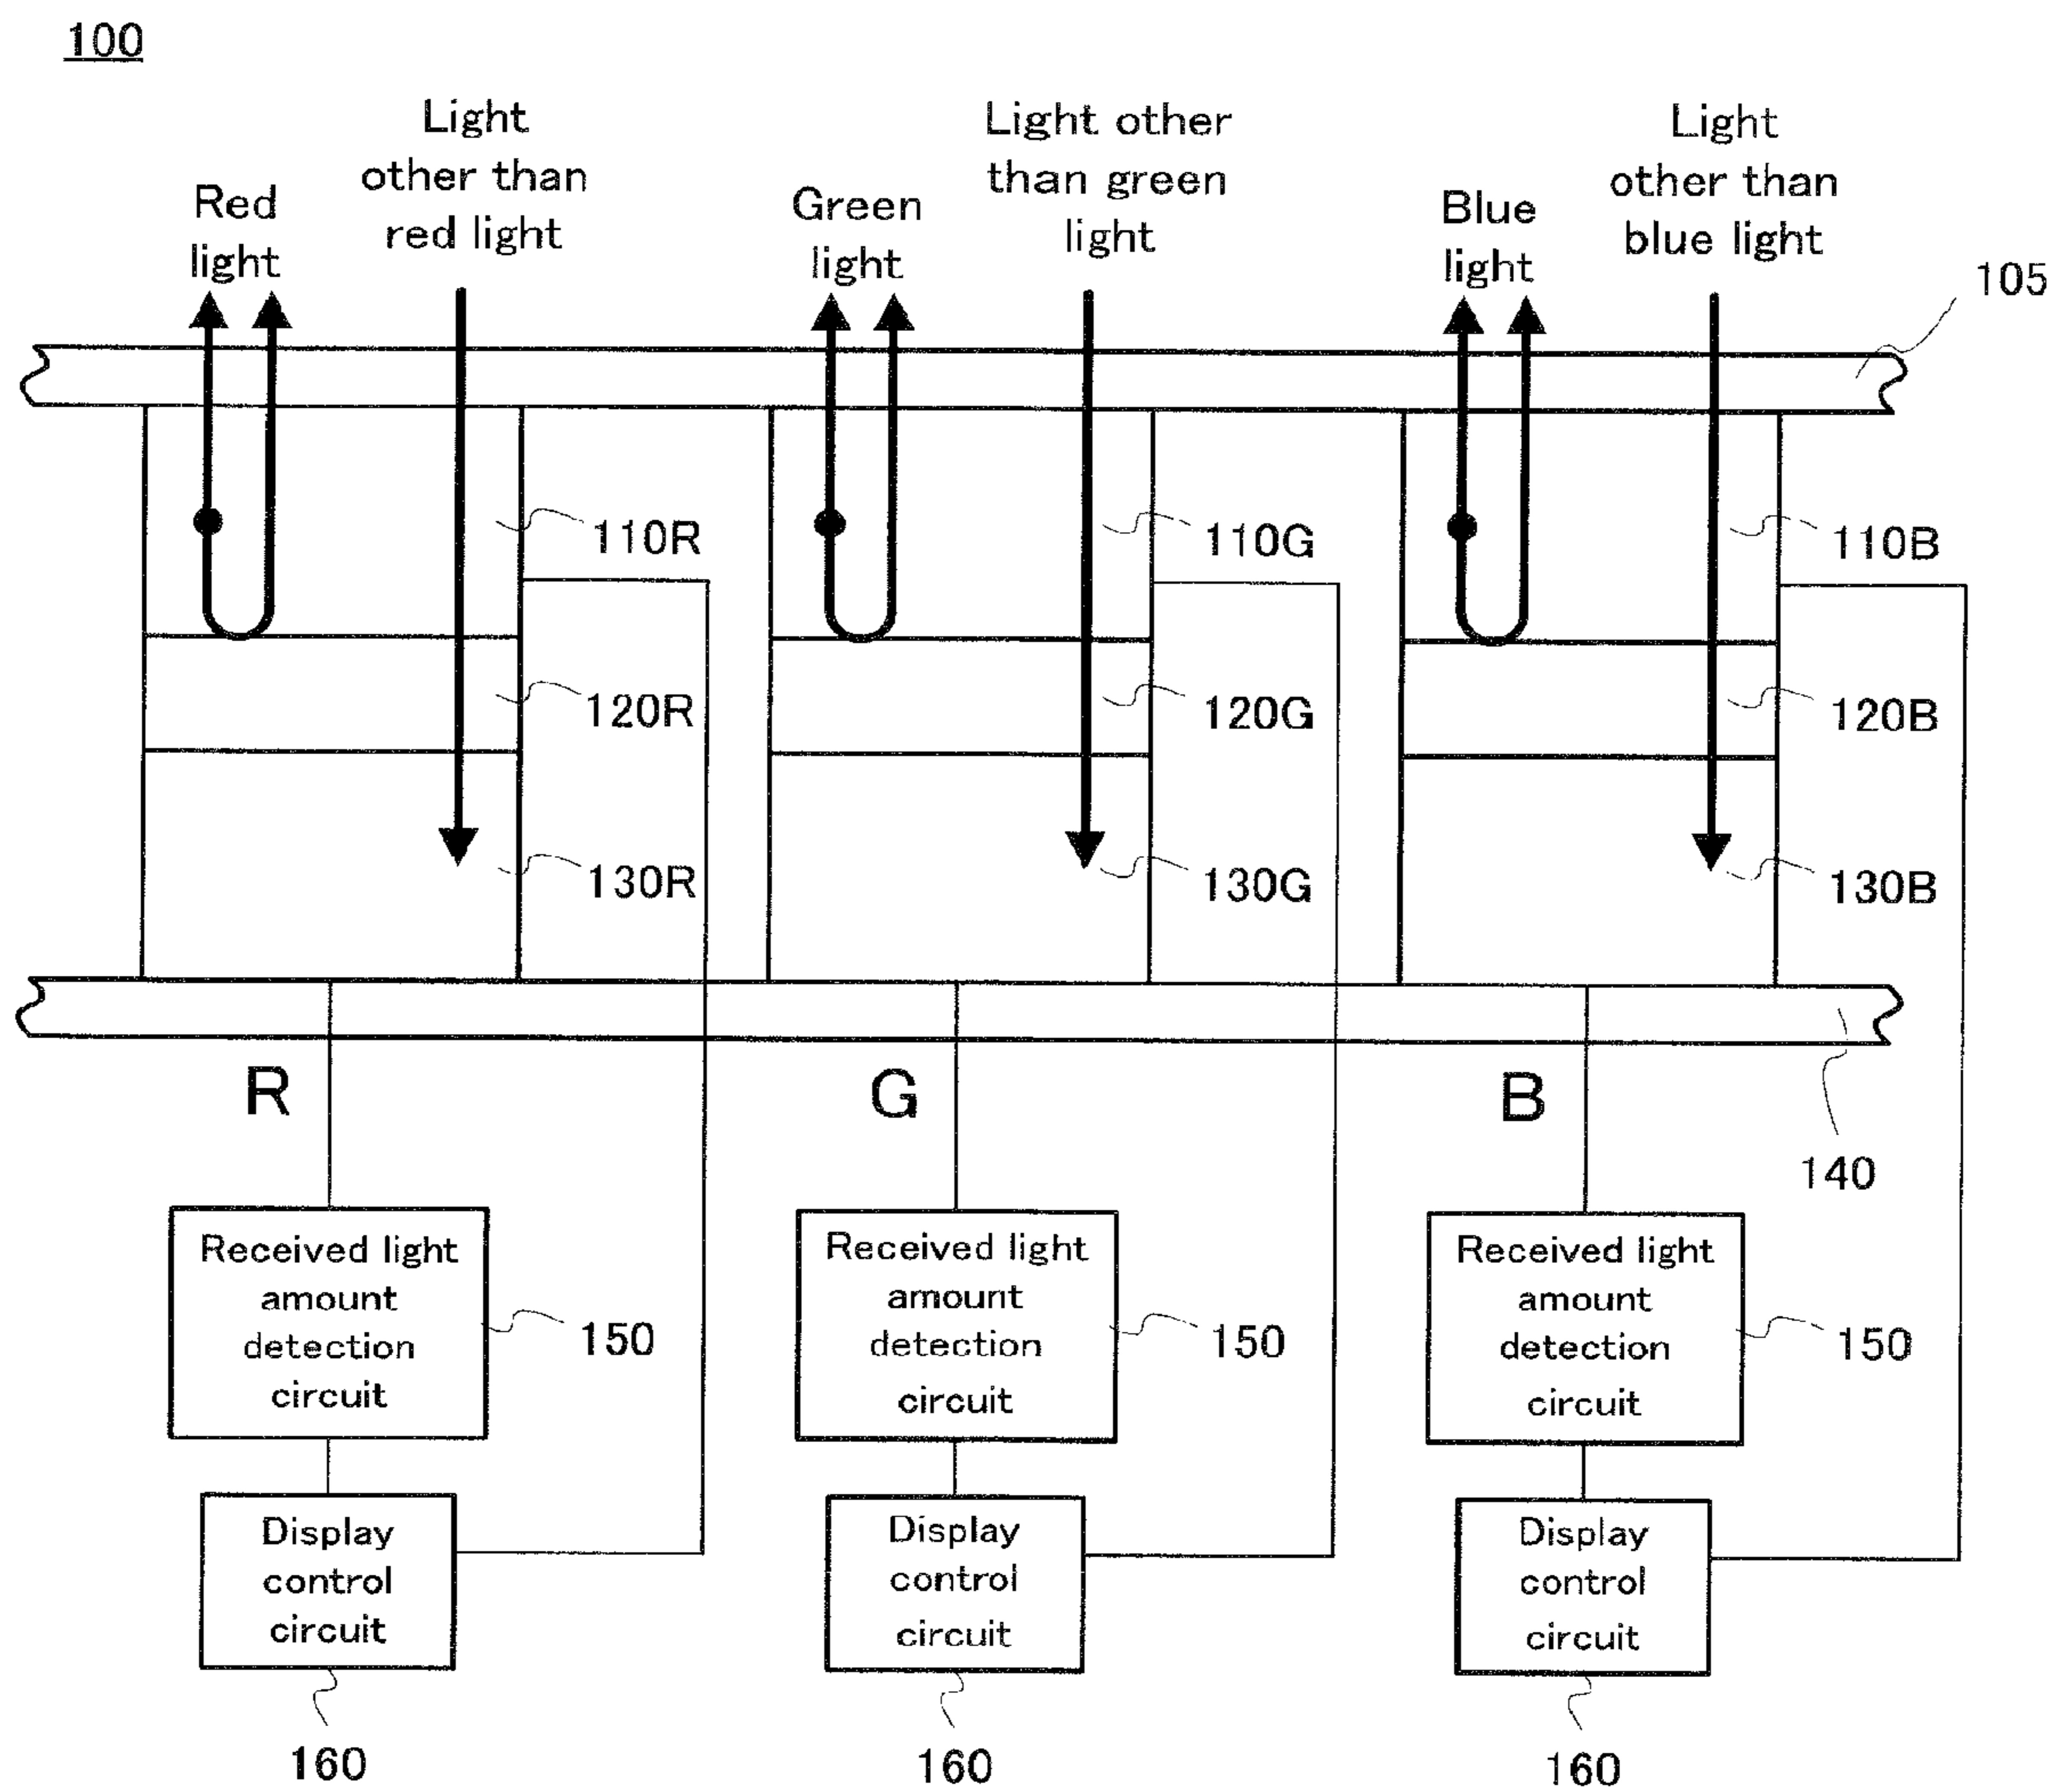 100
Light
other than
red light
Red
light
Light other
than green
light
Green
light
Light
other than
blue light
Blue
light
105
110R
110G
110B
120R
120G
120B
130R
130G
130B
R
G
B
140
Received light
amount
detection
circuit
150
Received light
amount
detection
circuit
150
Received light
amount
detection
circuit
150
Display
control
circuit
Display
control
circuit
Display
control
circuit
160
160
160